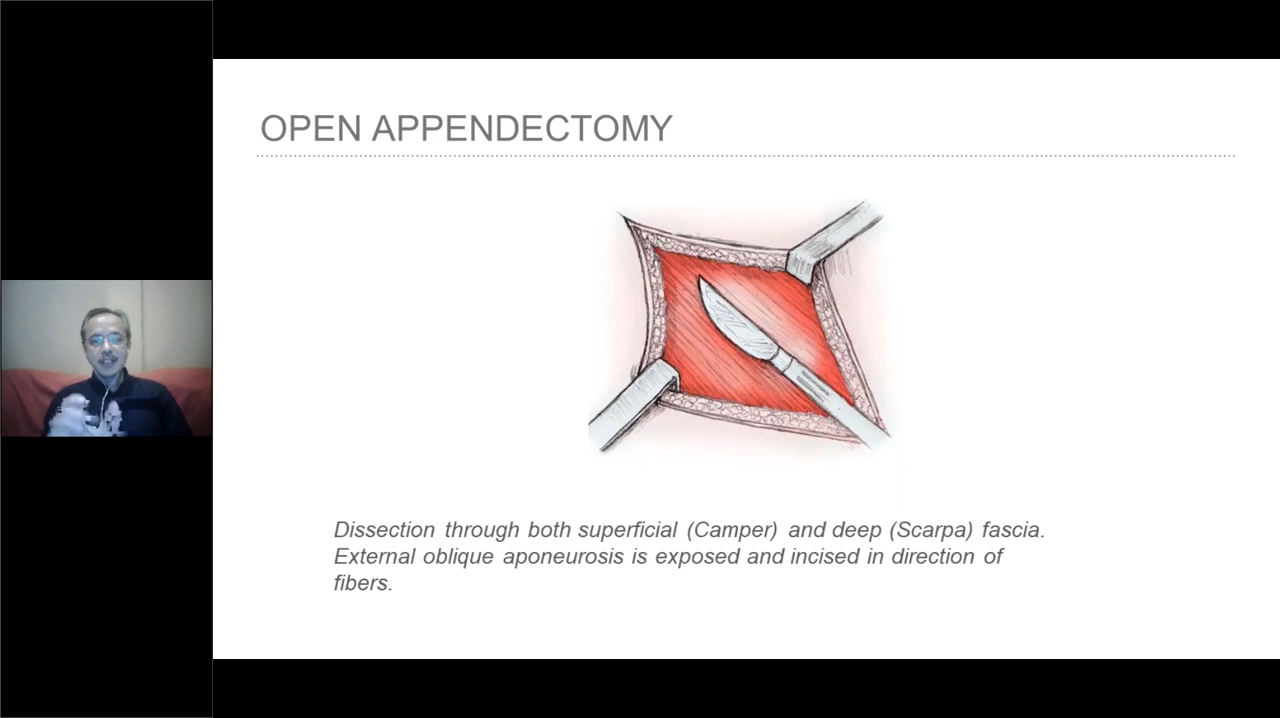 OPEN APPENDECTOMY
Dissection through both superficial (Camper) and deep (Scarpa) fascia.
External oblique aponeurosis is exposed and incised in direction of
fibers.